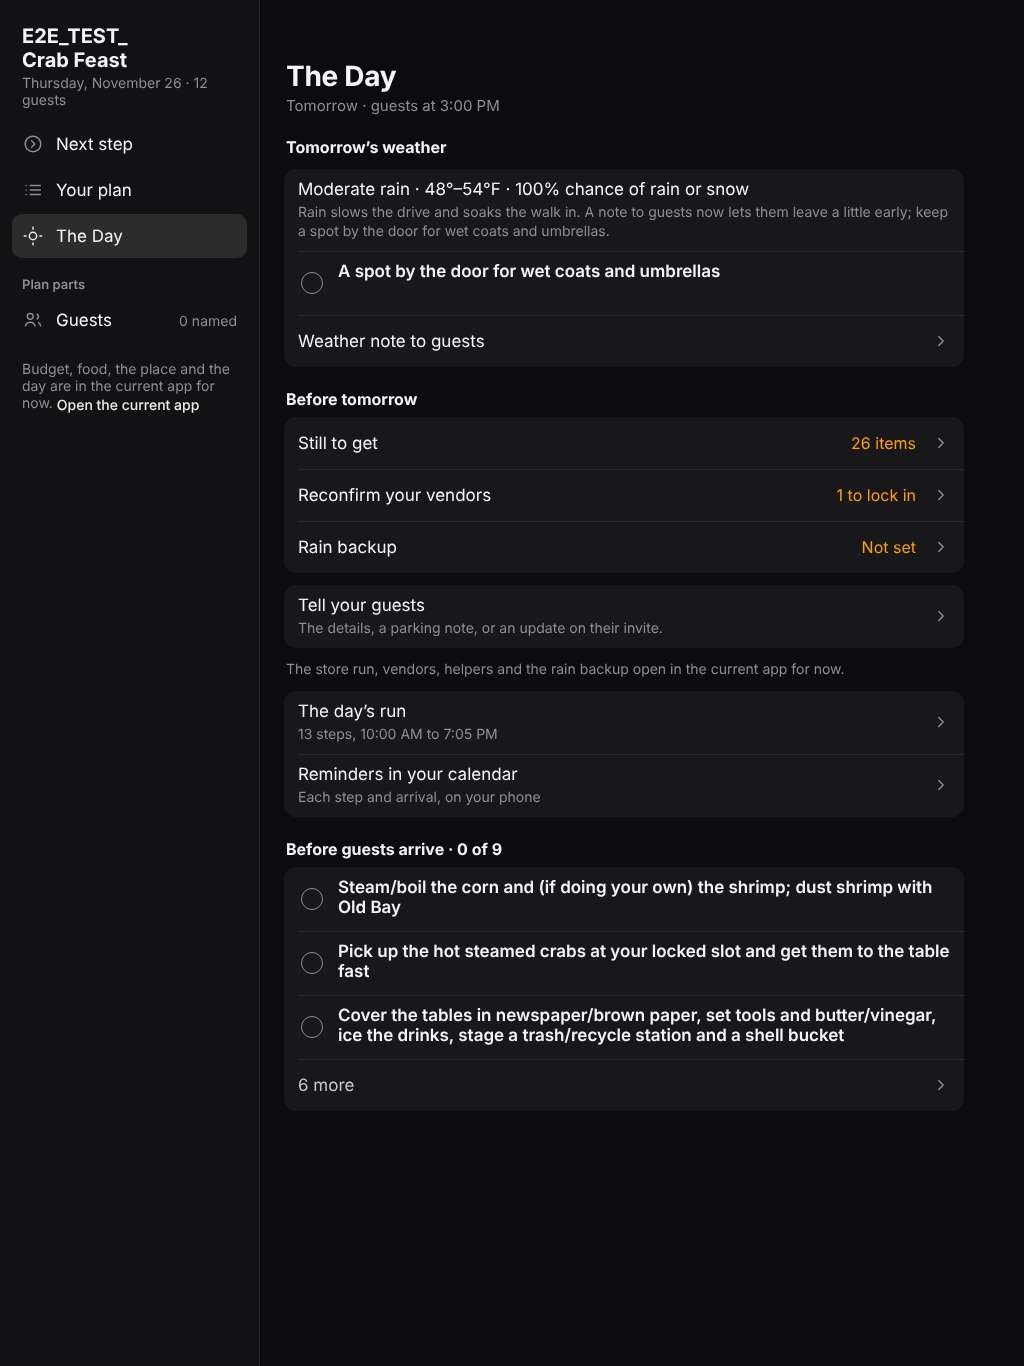 E2E_TEST_
Crab Feast
Thursday, November 26 · 12
guests
Next step
Your plan
The Day
Plan parts
Guests 0 named
Budget, food, the place and the
day are in the current app for
now. Open the current app
The Day
Tomorrow · guests at 3:00 PM
Tomorrow’s weather
Moderate rain · 48°–54°F · 100% chance of rain or snow
Rain slows the drive and soaks the walk in. A note to guests now lets them leave a little early; keep
a spot by the door for wet coats and umbrellas.
A spot by the door for wet coats and umbrellas
Weather note to guests
Before tomorrow
Still to get 26 items
Reconfirm your vendors 1 to lock in
Rain backup Not set
Tell your guests
The details, a parking note, or an update on their invite.
The store run, vendors, helpers and the rain backup open in the current app for now.
The day’s run
13 steps, 10:00 AM to 7:05 PM
Reminders in your calendar
Each step and arrival, on your phone
Before guests arrive · 0 of 9
Steam/boil the corn and (if doing your own) the shrimp; dust shrimp with
Old Bay
Pick up the hot steamed crabs at your locked slot and get them to the table
fast
Cover the tables in newspaper/brown paper, set tools and butter/vinegar,
ice the drinks, stage a trash/recycle station and a shell bucket
6 more